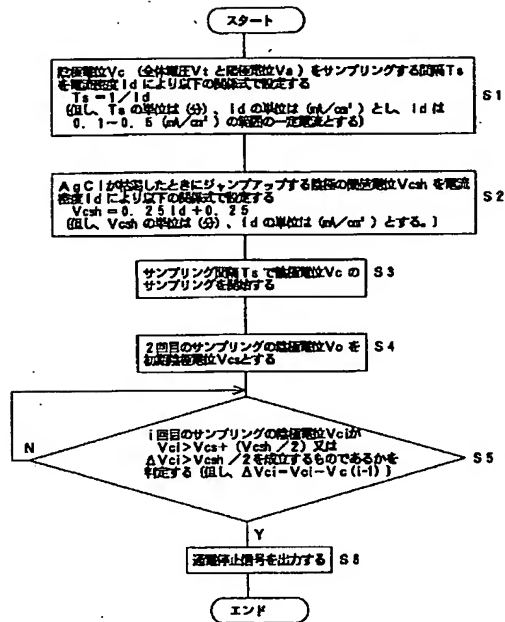 スタート
陰極電位Vc (全体電圧Vtと陽極電位Va) をサンプリングする間隔Ts
を電流密度Idにより以下の関係式で設定する
Ts=1/Id
(但し、Tsの単位は(分)、Idの単位は(mA/cm²)とし、Idは
0.1~0.5(mA/cm²)の範囲の一定電流とする)
S1
AgClが枯渇したときにジャンプアップする陰極の閾値電位Vcshを電流
密度Idにより以下の関係式で設定する
Vcsh=0.25Id+0.25
(但し、Vcshの単位は(分)、Idの単位は(mA/cm²)とする。)
S2
サンプリング間隔Tsで陰極電位Vcの
サンプリングを開始する
S3
2回目のサンプリングの陰極電位Vcを
初期陰極電位Vcsとする
S4
N
i回目のサンプリングの陰極電位Vciが
Vci>Vcs+(Vcsh/2)又は
ΔVci>Vcsh/2を成立するものであるかを
判定する (但し、ΔVci=Vci-Vc(i-1))
S5
Y
通電停止信号を出力する
S6
エンド